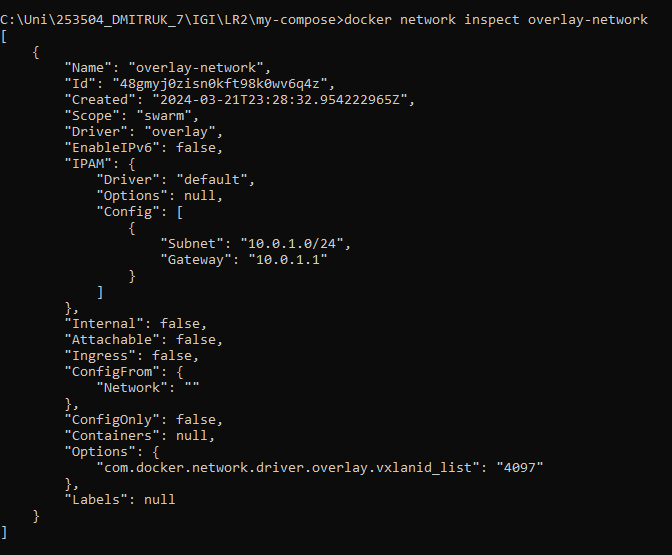 C:\Uni\253504_DMITRUK_7\IGI\LR2\my-compose>docker network inspect overlay-network
[
    {
        "Name": "overlay-network",
        "Id": "48gmyj0zisn0kft98k0wv6q4z",
        "Created": "2024-03-21T23:28:32.954222965Z",
        "Scope": "swarm",
        "Driver": "overlay",
        "EnableIPv6": false,
        "IPAM": {
            "Driver": "default",
            "Options": null,
            "Config": [
                {
                    "Subnet": "10.0.1.0/24",
                    "Gateway": "10.0.1.1"
                }
            ]
        },
        "Internal": false,
        "Attachable": false,
        "Ingress": false,
        "ConfigFrom": {
            "Network": ""
        },
        "ConfigOnly": false,
        "Containers": null,
        "Options": {
            "com.docker.network.driver.overlay.vxlanid_list": "4097"
        },
        "Labels": null
    }
]